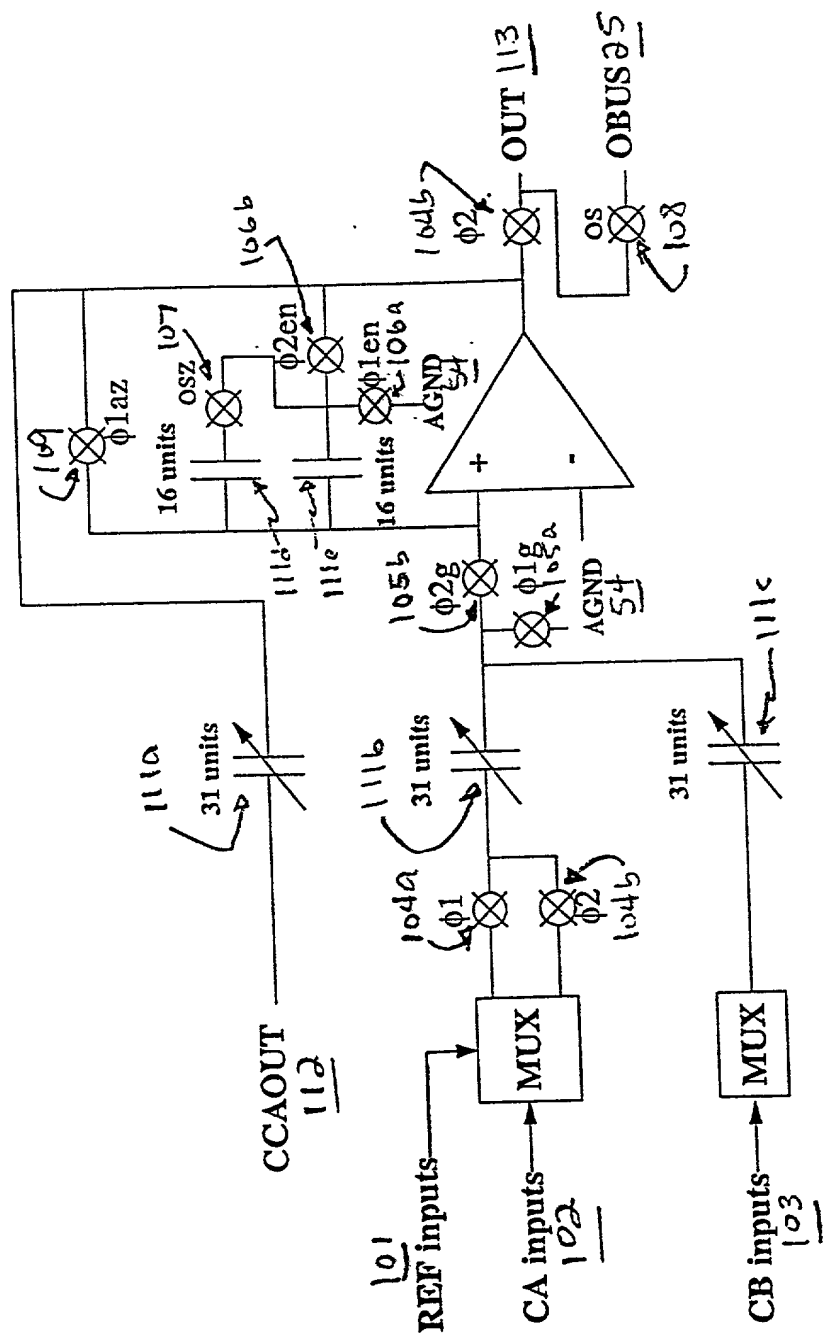 CCAOUT
112
111a
31 units
109
ϕ1az
16 units
OSZ
107
111d
111e
16 units
ϕ2en
106b
ϕ1en
106a
AGND
54
101
REF inputs
CA inputs
102
MUX
104a
ϕ1
ϕ2
104b
111b
31 units
105b
ϕ2g
ϕ1g
105a
AGND
54
+
-
104b
ϕ2
OUT 113
os
108
OBUS 25
CB inputs
103
MUX
31 units
111c